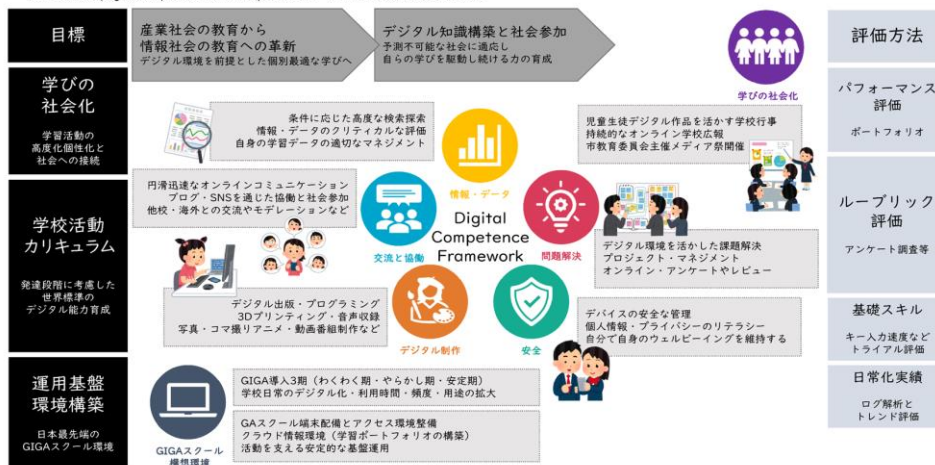 目標
産業社会の教育から
情報社会の教育への革新
デジタル環境を前提とした個別最適な学びへ
デジタル知識構築と社会参加
予測不可能な社会に適応し
自らの学びを駆動し続ける力の育成
学びの社会化
評価方法
学びの
社会化
学習活動の
高度化個性化と
社会への接続
条件に応じた高度な検索探索
情報・データのクリティカルな評価
自身の学習データの適切なマネジメント
情報・データ
児童生徒デジタル作品を活かす学校行事
持続的なオンライン学校広報
市教育委員会主催メディア祭開催
パフォーマンス
評価
ポートフォリオ
学校活動
カリキュラム
発達段階に考慮した
世界標準の
デジタル能力育成
円滑迅速なオンラインコミュニケーション
ブログ・SNSを通じた協働と社会参加
他校・海外との交流やモデレーションなど
交流と協働
Digital
Competence
Framework
問題解決
デジタル環境を活かした課題解決
プロジェクト・マネジメント
オンライン・アンケートやレビュー
ルーブリック
評価
アンケート調査等
デジタル出版・プログラミング
3Dプリンティング・音声収録
写真・コマ撮りアニメ・動画番組制作など
デジタル制作
安全
デバイスの安全な管理
個人情報・プライバシーのリテラシー
自分で自身のウェルビーイングを維持する
基礎スキル
キー入力速度など
トライアル評価
運用基盤
環境構築
日本最先端の
GIGAスクール環境
GIGAスクール
構想環境
GIGA導入3期（わくわく期・やらかし期・安定期）
学校日常のデジタル化・利用時間・頻度・用途の拡大
GAスクール端末配備とアクセス環境整備
クラウド情報環境（学習ポートフォリオの構築）
活動を支える安定的な基盤運用
日常化実績
ログ解析と
トレンド評価